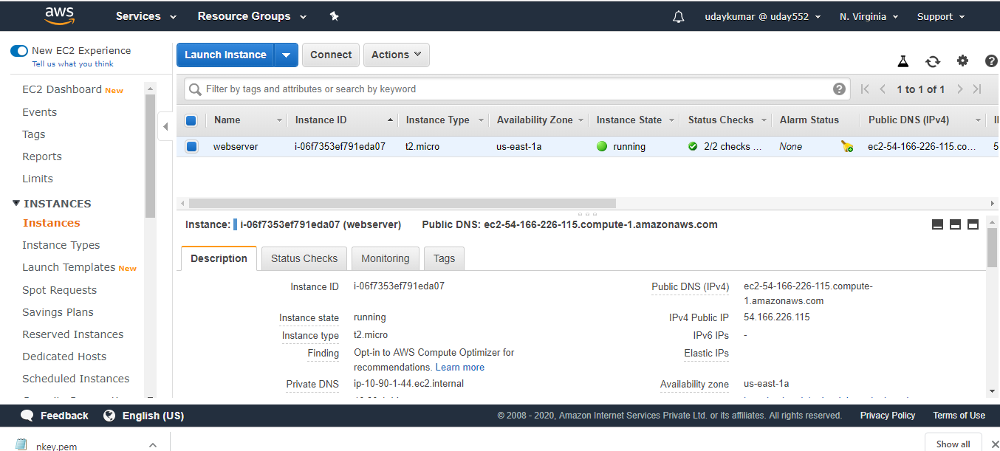 aws Services Resource Groups udaykumar @ uday552 N. Virginia Support
New EC2 Experience
Tell us what you think
Launch Instance Connect Actions
EC2 Dashboard New
Events
Tags
Reports
Limits
INSTANCES
Instances
Instance Types
Launch Templates New
Spot Requests
Savings Plans
Reserved Instances
Dedicated Hosts
Scheduled Instances
Filter by tags and attributes or search by keyword
1 to 1 of 1
Name Instance ID Instance Type Availability Zone Instance State Status Checks Alarm Status Public DNS (IPv4)
webserver i-06f7353ef791eda07 t2.micro us-east-1a running 2/2 checks ... None ec2-54-166-226-115.co... 5
Instance: i-06f7353ef791eda07 (webserver) Public DNS: ec2-54-166-226-115.compute-1.amazonaws.com
Description Status Checks Monitoring Tags
Instance ID i-06f7353ef791eda07
Instance state running
Instance type t2.micro
Finding Opt-in to AWS Compute Optimizer for
recommendations. Learn more
Private DNS ip-10-90-1-44.ec2.internal
Public DNS (IPv4) ec2-54-166-226-115.compute-
1.amazonaws.com
IPv4 Public IP 54.166.226.115
IPv6 IPs -
Elastic IPs
Availability zone us-east-1a
Feedback English (US) © 2008 - 2020, Amazon Internet Services Private Ltd. or its affiliates. All rights reserved. Privacy Policy Terms of Use
nkey.pem Show all